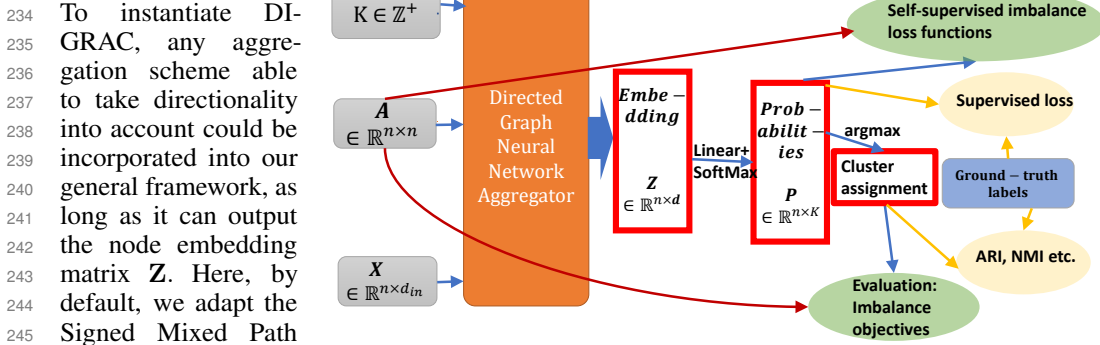 234 To instantiate DI-
235 GRAC, any aggre-
236 gation scheme able
237 to take directionality
238 into account could be
239 incorporated into our
240 general framework, as
241 long as it can output
242 the node embedding
243 matrix Z. Here, by
244 default, we adapt the
245 Signed Mixed Path
K ∈ ℤ⁺
A
∈ ℝⁿˣⁿ
X
∈ ℝ^{n×d_{in}}
Directed
Graph
Neural
Network
Aggregator
Embe-
dding
Z
∈ ℝ^{n×d}
Linear+
SoftMax
Prob-
abilit-
ies
P
∈ ℝ^{n×K}
argmax
Cluster
assignment
Self-supervised imbalance
loss functions
Supervised loss
Ground-truth
labels
ARI, NMI etc.
Evaluation:
Imbalance
objectives